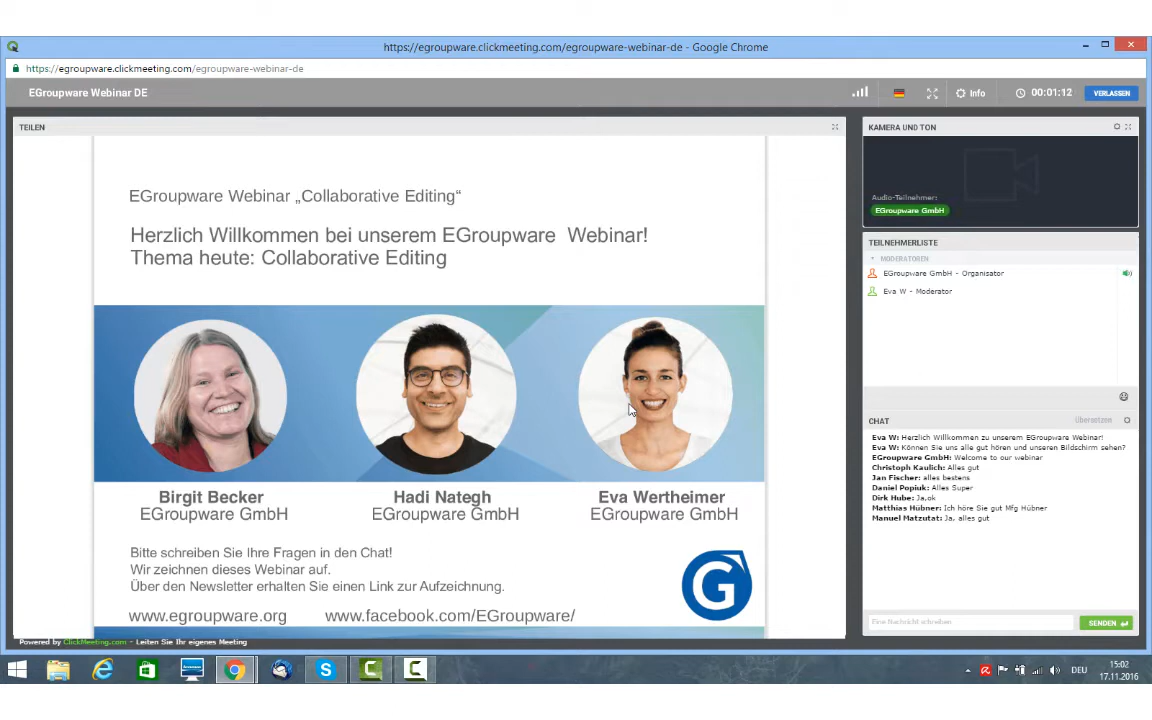 https://egroupware.clickmeeting.com/egroupware-webinar-de - Google Chrome
https://egroupware.clickmeeting.com/egroupware-webinar-de
EGroupware Webinar DE
Info
00:01:12
VERLASSEN
TEILEN
EGroupware Webinar „Collaborative Editing“
Herzlich Willkommen bei unserem EGroupware Webinar!
Thema heute: Collaborative Editing
Birgit Becker
EGroupware GmbH
Hadi Nategh
EGroupware GmbH
Eva Wertheimer
EGroupware GmbH
Bitte schreiben Sie Ihre Fragen in den Chat!
Wir zeichnen dieses Webinar auf.
Über den Newsletter erhalten Sie einen Link zur Aufzeichnung.
www.egroupware.org
www.facebook.com/EGroupware/
G
Powered by ClickMeeting.com - Leiten Sie Ihr eigenes Meeting
KAMERA UND TON
Audio-Teilnehmer:
EGroupware GmbH
TEILNEHMERLISTE
MODERATOREN
EGroupware GmbH - Organisator
Eva W - Moderator
CHAT
Übersetzen
Eva W: Herzlich Willkommen zu unserem EGroupware Webinar!
Eva W: Können Sie uns alle gut hören und unseren Bildschirm sehen?
EGroupware GmbH: Welcome to our webinar
Christoph Kaulich: Alles gut
Jan Fischer: alles bestens
Daniel Popiuk: Alles Super
Dirk Hube: Ja,ok
Matthias Hübner: Ich höre Sie gut Mfg Hübner
Manuel Matzutat: Ja, alles gut
Eine Nachricht schreiben
SENDEN
DEU
15:02
17.11.2016